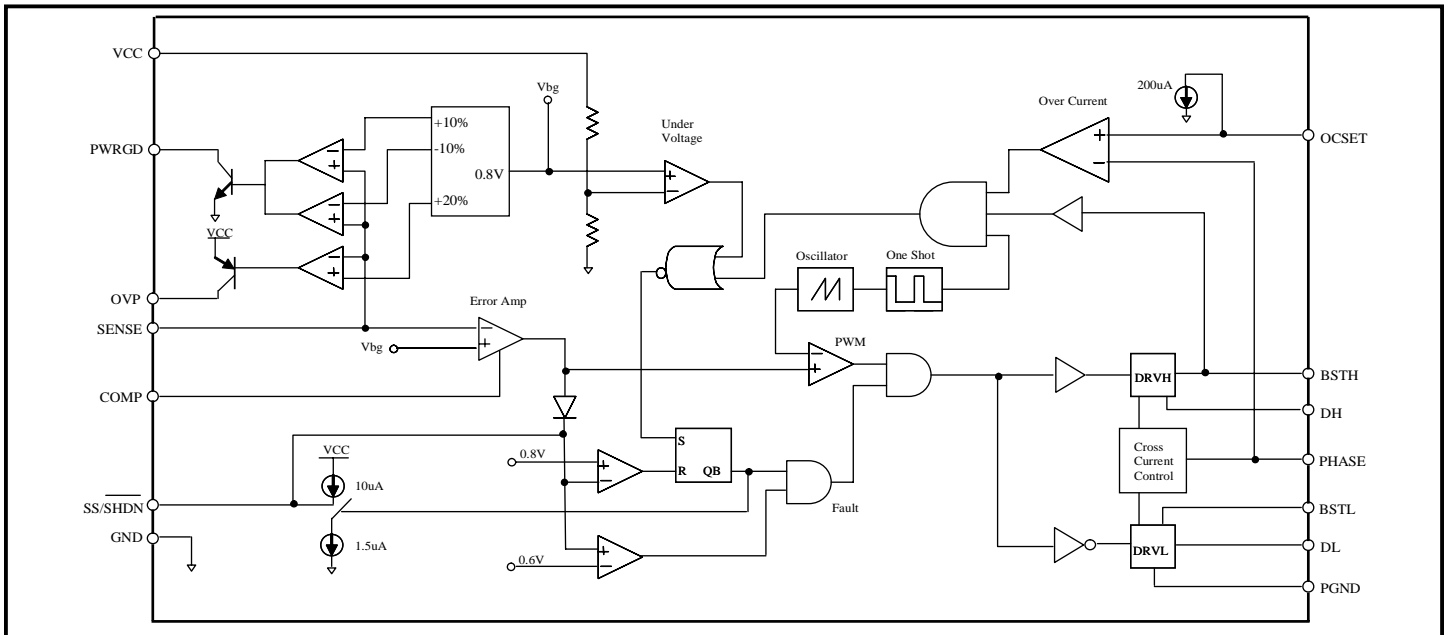 VCC
PWRGD
OVP
SENSE
COMP
SS/SHDN
GND
VCC
+10%
-10%
0.8V
+20%
Vbg
Under
Voltage
Over Current
200uA
Oscillator
One Shot
Error Amp
Vbg
PWM
0.8V
S
R QB
VCC
10uA
1.5uA
0.6V
Fault
DRVH
Cross
Current
Control
DRVL
OCSET
BSTH
DH
PHASE
BSTL
DL
PGND